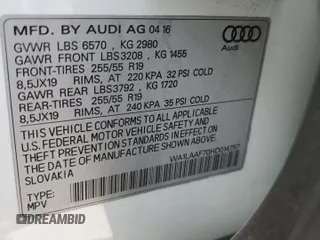 MFD. BY AUDI AG 04 16
GVWR LBS 6570 , KG 2980
GAWR FRONT LBS3208 , KG 1455
FRONT-TIRES 255/55 R19
8,5JX19 RIMS, AT 220 KPA 32 PSI COLD
GAWR REAR LBS3792 , KG 1720
REAR-TIRES 255/55 R19
8,5JX19 RIMS, AT 240 KPA 35 PSI COLD
THIS VEHICLE CONFORMS TO ALL APPLICABLE
U.S. FEDERAL MOTOR VEHICLE SAFETY AND
THEFT PREVENTION STANDARDS IN EFFECT ON
THE DATE OF MANUFACTURE SHOWN ABOVE.
SLOVAKIA
TYPE:
MPV
Audi